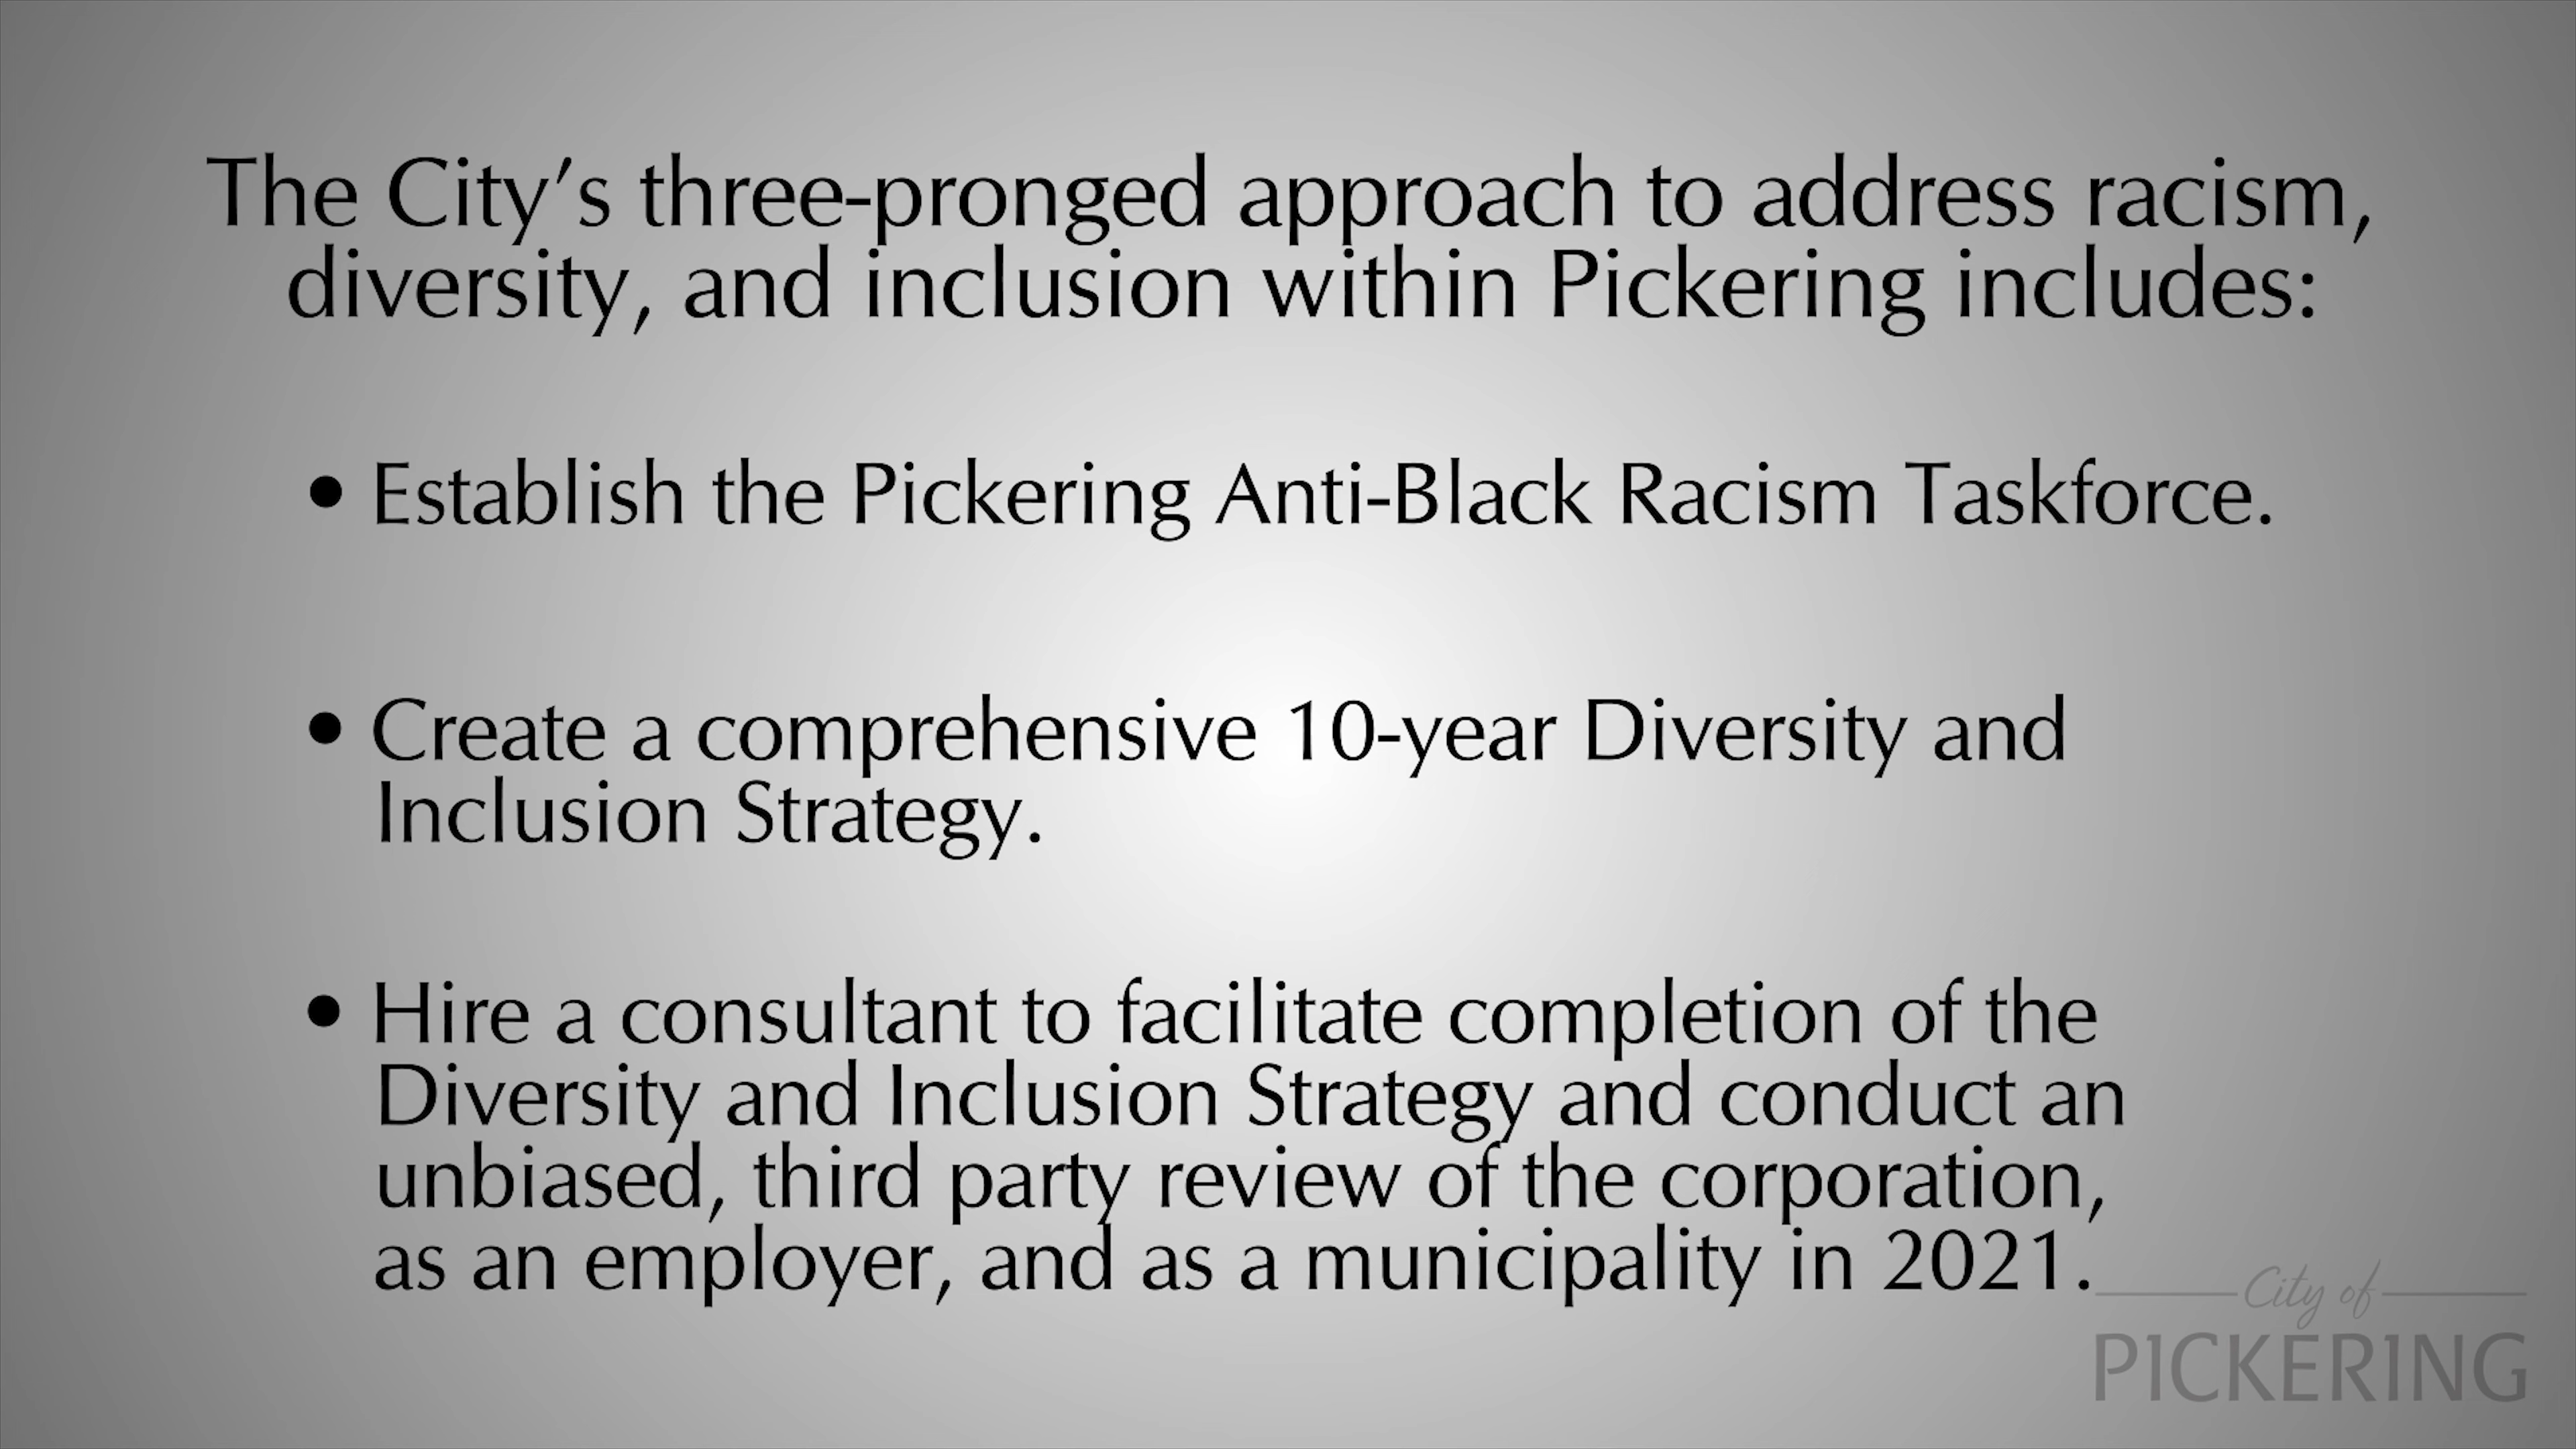 The City’s three-pronged approach to address racism,
diversity, and inclusion within Pickering includes:
• Establish the Pickering Anti-Black Racism Taskforce.
• Create a comprehensive 10-year Diversity and
Inclusion Strategy.
• Hire a consultant to facilitate completion of the
Diversity and Inclusion Strategy and conduct an
unbiased, third party review of the corporation,
as an employer, and as a municipality in 2021.
City of
PICKERING